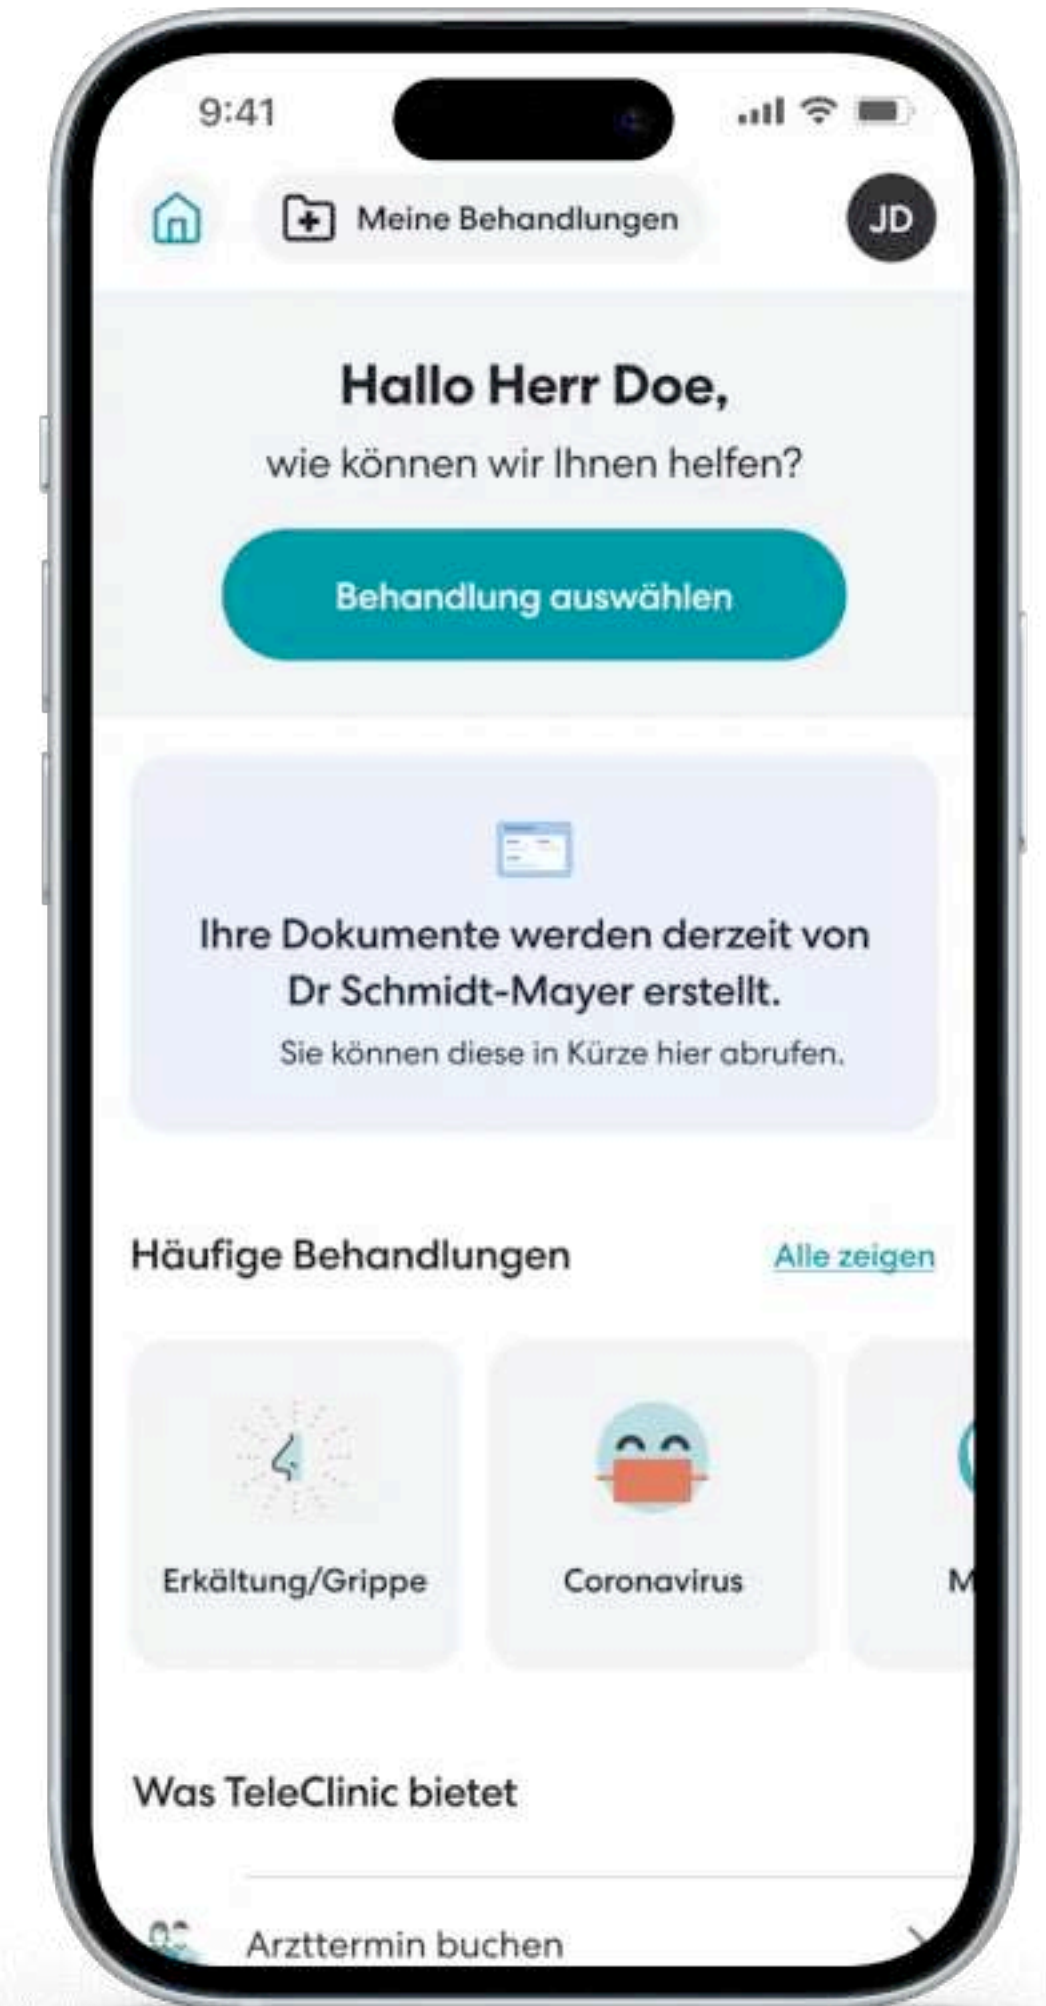 9:41
Meine Behandlungen
JD
Hallo Herr Doe,
wie können wir Ihnen helfen?
Behandlung auswählen
Ihre Dokumente werden derzeit von
Dr Schmidt-Mayer erstellt.
Sie können diese in Kürze hier abrufen.
Häufige Behandlungen
Alle zeigen
Erkältung/Grippe
Coronavirus
Was TeleClinic bietet
Arzttermin buchen